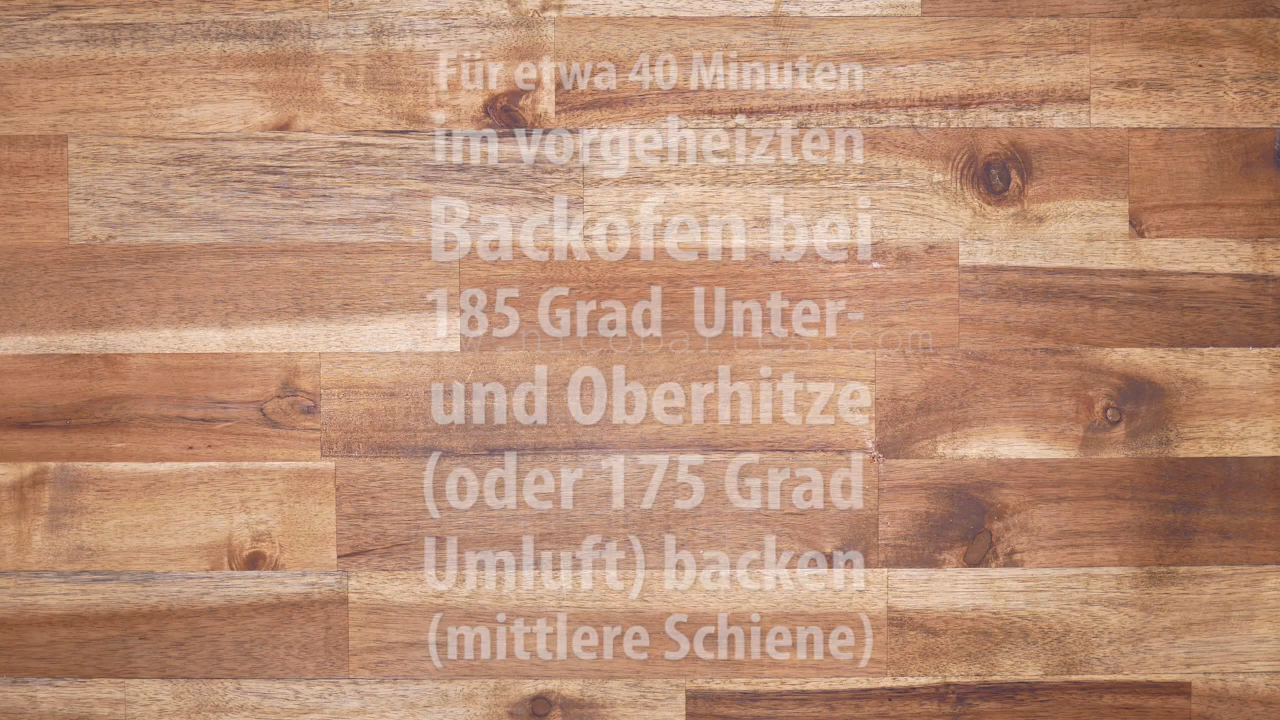 Für etwa 40 Minuten
im vorgeheizten
Backofen bei
185 Grad Unter-
und Oberhitze
(oder 175 Grad
Umluft) backen
(mittlere Schiene)